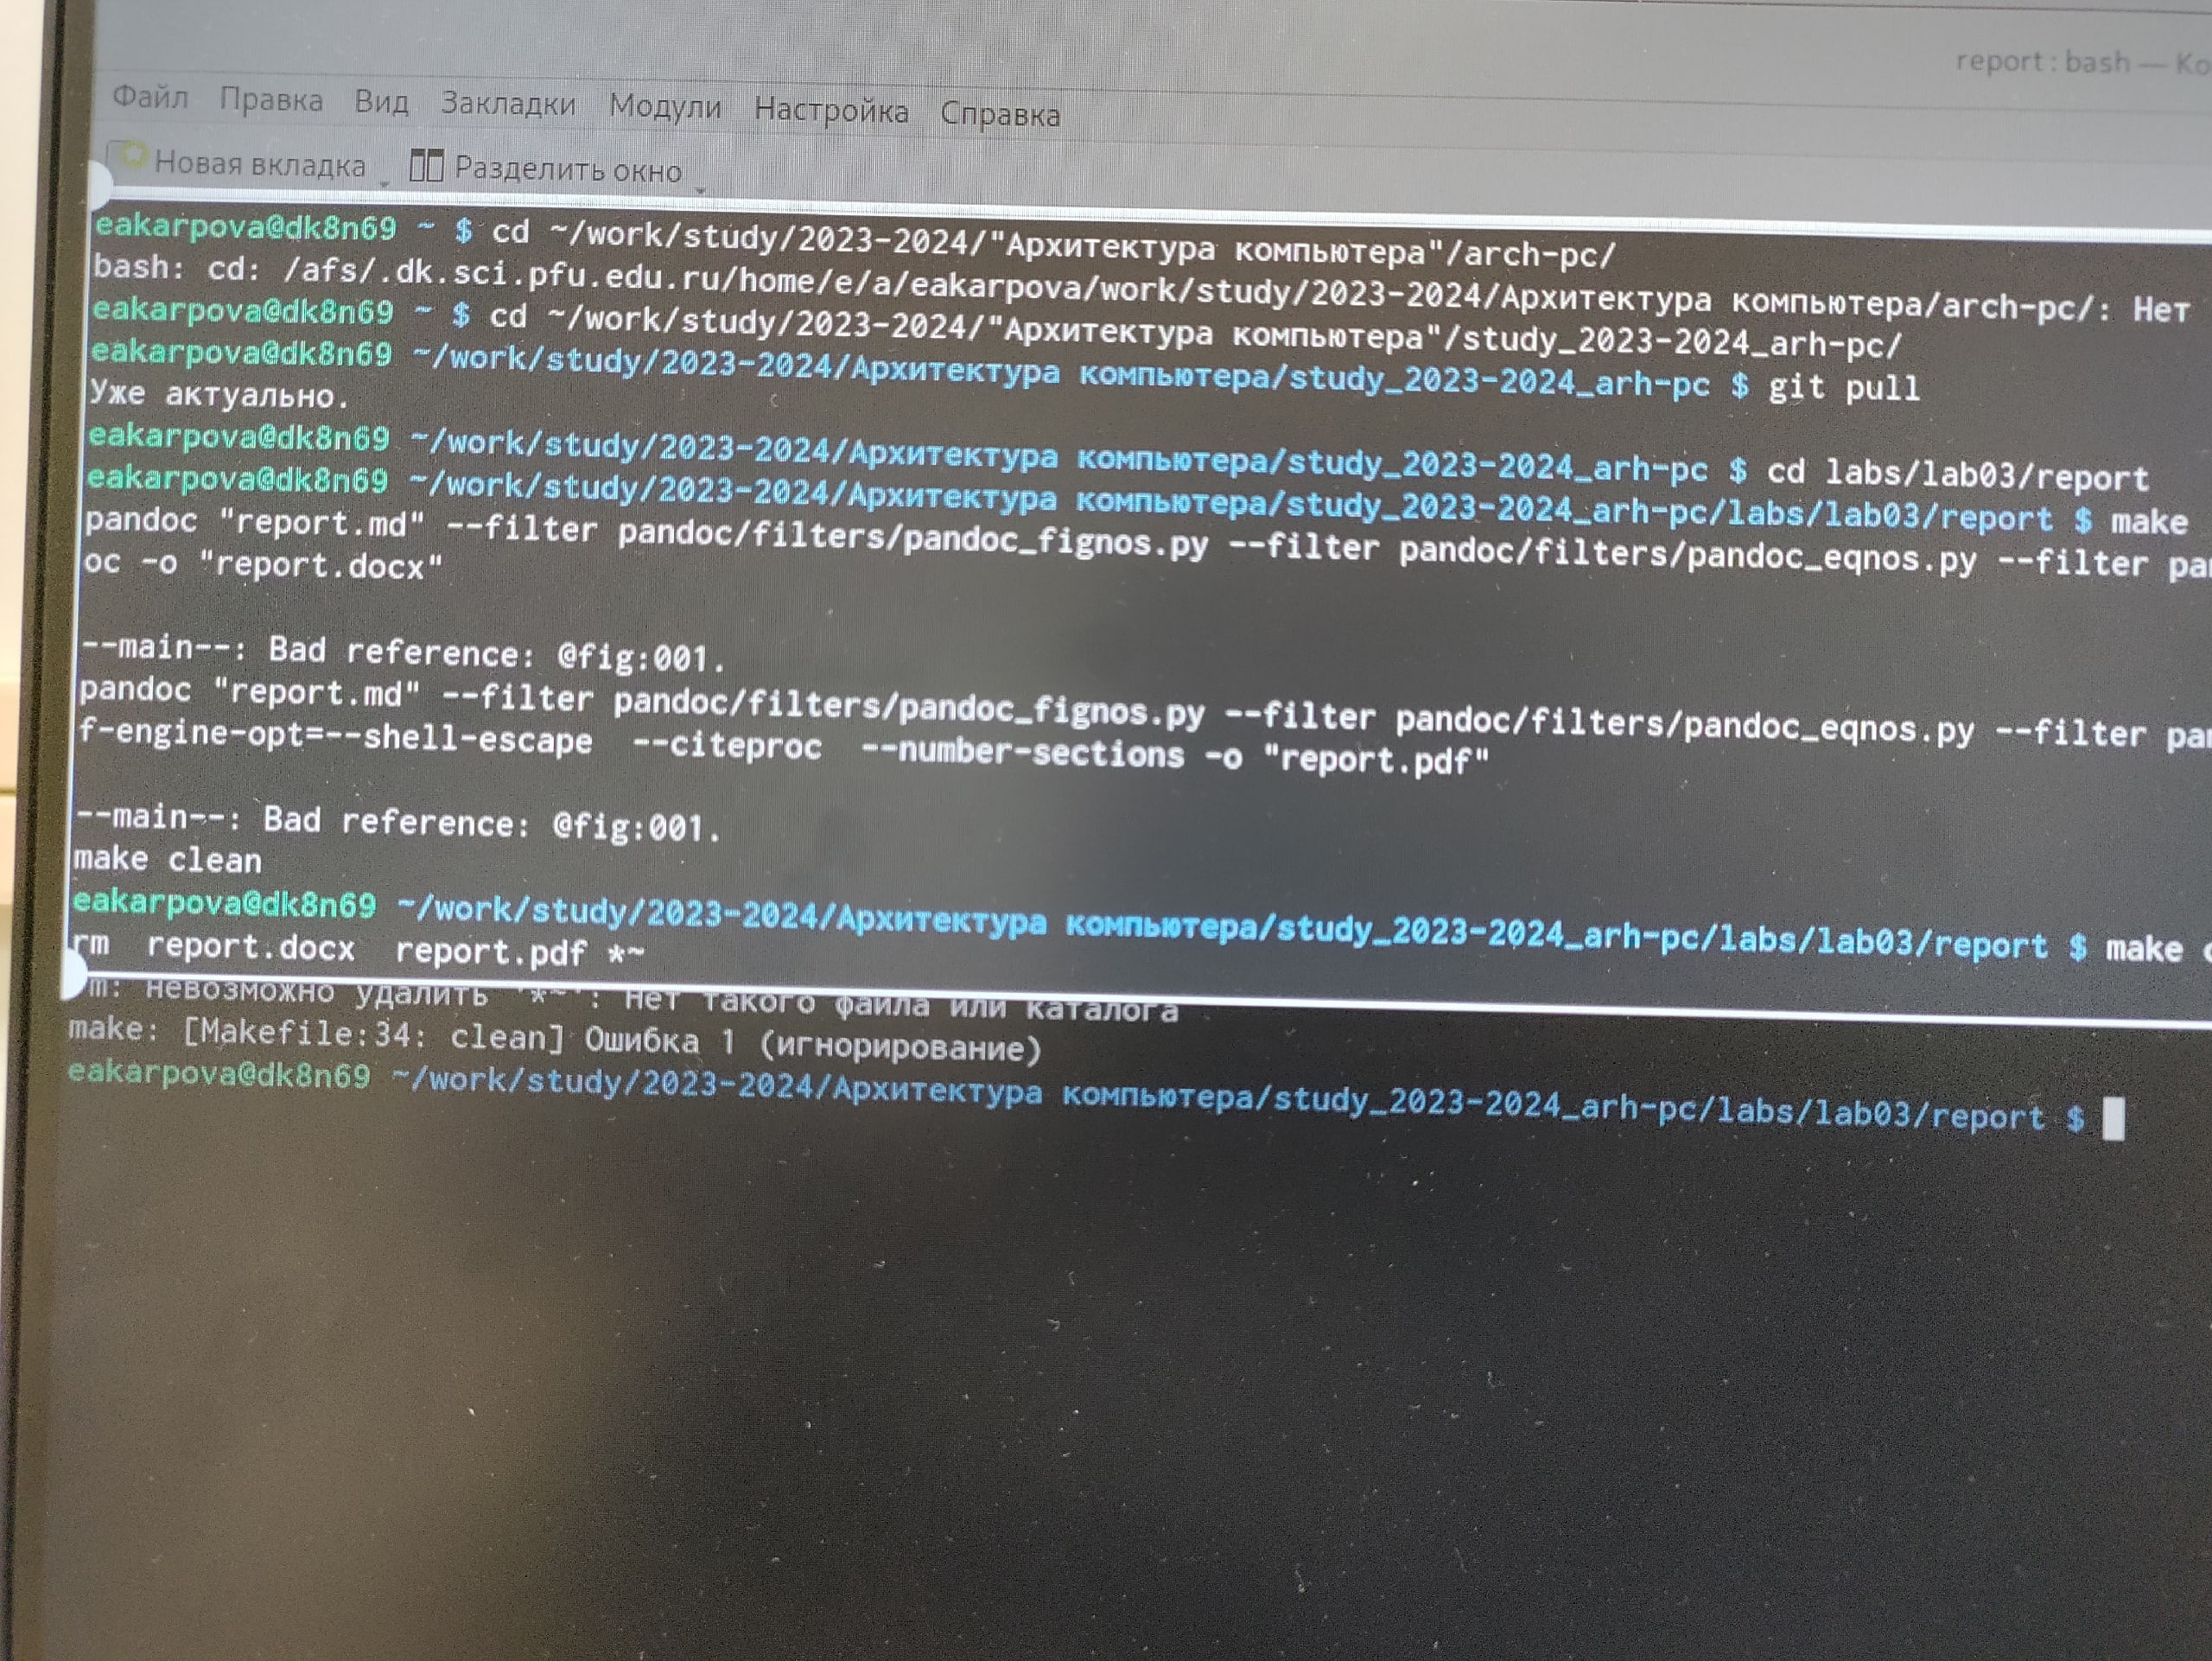 report : bash — Ko
Файл Правка Вид Закладки Модули Настройка Справка
Новая вкладка Разделить окно
eakarpova@dk8n69 ~ $ cd ~/work/study/2023-2024/"Архитектура компьютера"/arch-pc/
bash: cd: /afs/.dk.sci.pfu.edu.ru/home/e/a/eakarpova/work/study/2023-2024/Архитектура компьютера/arch-pc/: Нет
eakarpova@dk8n69 ~ $ cd ~/work/study/2023-2024/"Архитектура компьютера"/study_2023-2024_arh-pc/
eakarpova@dk8n69 ~/work/study/2023-2024/Архитектура компьютера/study_2023-2024_arh-pc $ git pull
Уже актуально.
eakarpova@dk8n69 ~/work/study/2023-2024/Архитектура компьютера/study_2023-2024_arh-pc $ cd labs/lab03/report
eakarpova@dk8n69 ~/work/study/2023-2024/Архитектура компьютера/study_2023-2024_arh-pc/labs/lab03/report $ make
pandoc "report.md" --filter pandoc/filters/pandoc_fignos.py --filter pandoc/filters/pandoc_eqnos.py --filter pa
oc -o "report.docx"
--main--: Bad reference: @fig:001.
pandoc "report.md" --filter pandoc/filters/pandoc_fignos.py --filter pandoc/filters/pandoc_eqnos.py --filter pa
f-engine-opt=--shell-escape --citeproc --number-sections -o "report.pdf"
--main--: Bad reference: @fig:001.
make clean
eakarpova@dk8n69 ~/work/study/2023-2024/Архитектура компьютера/study_2023-2024_arh-pc/labs/lab03/report $ make c
rm report.docx report.pdf *~
rm: невозможно удалить '*~': Нет такого файла или каталога
make: [Makefile:34: clean] Ошибка 1 (игнорирование)
eakarpova@dk8n69 ~/work/study/2023-2024/Архитектура компьютера/study_2023-2024_arh-pc/labs/lab03/report $